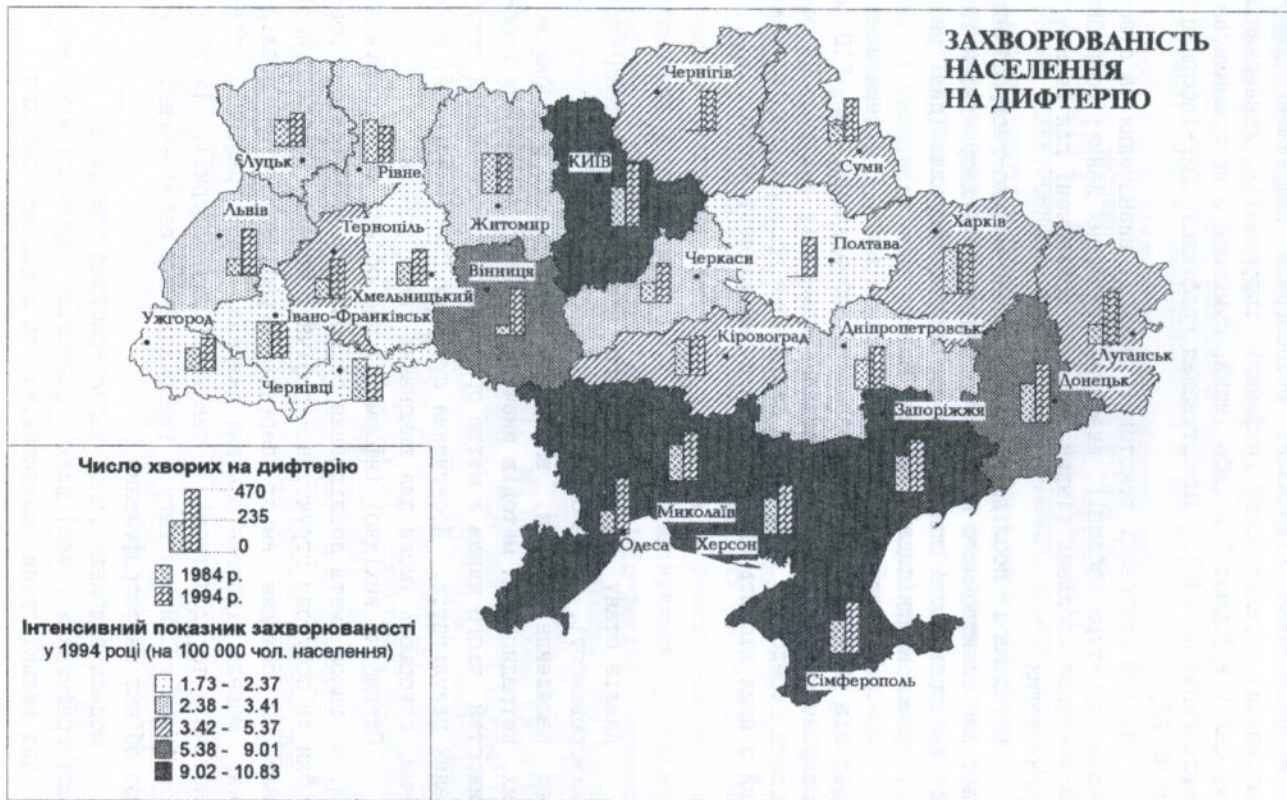 ЗАХВОРЮВАНІСТЬ
НАСЕЛЕННЯ
НА ДИФТЕРІЮ
Чернігів
Суми
Луцьк
Рівне
КИЇВ
Житомир
Львів
Тернопіль
Харків
Полтава
Черкаси
Вінниця
Хмельницький
Ужгород
Івано-Франківськ
Чернівці
Кіровоград
Дніпропетровськ
Луганськ
Донецьк
Запоріжжя
Миколаїв
Одеса
Херсон
Сімферополь
Число хворих на дифтерію
470
235
0
1984 р.
1994 р.
Інтенсивний показник захворюваності
у 1994 році (на 100 000 чол. населення)
1.73 - 2.37
2.38 - 3.41
3.42 - 5.37
5.38 - 9.01
9.02 - 10.83